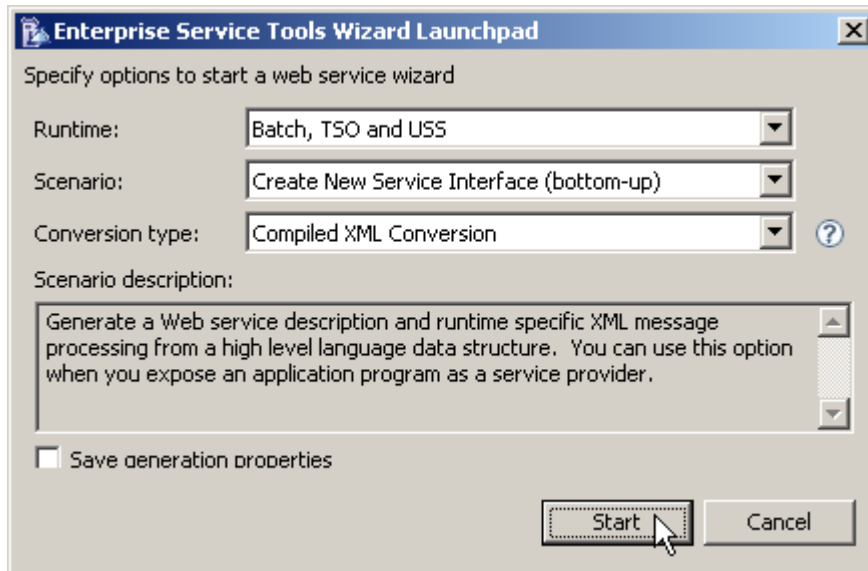 Enterprise Service Tools Wizard Launchpad
Specify options to start a web service wizard
Runtime: Batch, TSO and USS
Scenario: Create New Service Interface (bottom-up)
Conversion type: Compiled XML Conversion
Scenario description:
Generate a Web service description and runtime specific XML message
processing from a high level language data structure.  You can use this option
when you expose an application program as a service provider.
Save generation properties
Start Cancel